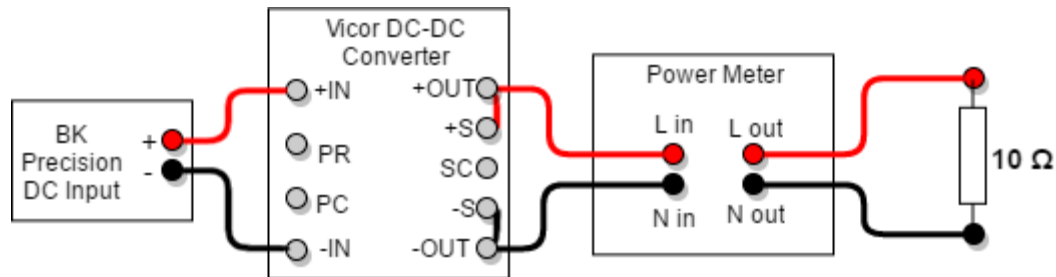 BK
Precision
DC Input
+
-
Vicor DC-DC
Converter
+IN
PR
PC
-IN
+OUT
+S
SC
-S
-OUT
Power Meter
L in
L out
N in
N out
10 Ω